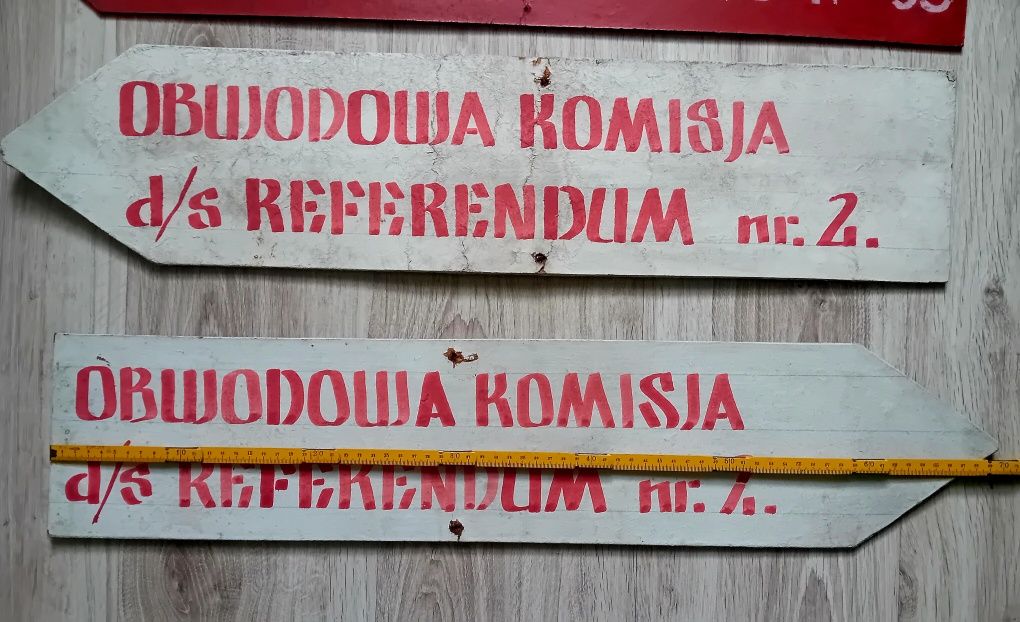 OBWODOWA KOMISJA
d/s REFERENDUM nr. 2.
OBWODOWA KOMISJA
d/s REFERENDUM nr. 2.